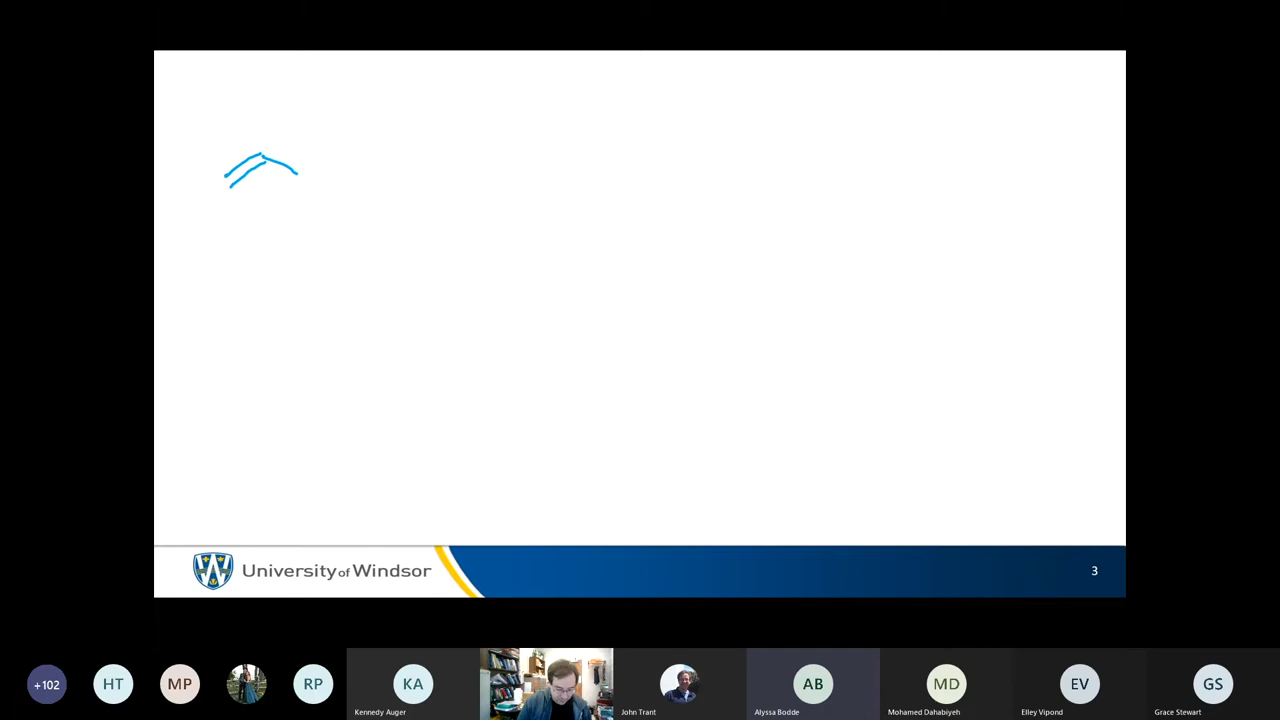 University of Windsor
3
+102
HT
MP
RP
KA
AB
MD
EV
GS
Kennedy Auger
John Trant
Alyssa Bodde
Mohamed Dahabiyeh
Elley Vipond
Grace Stewart